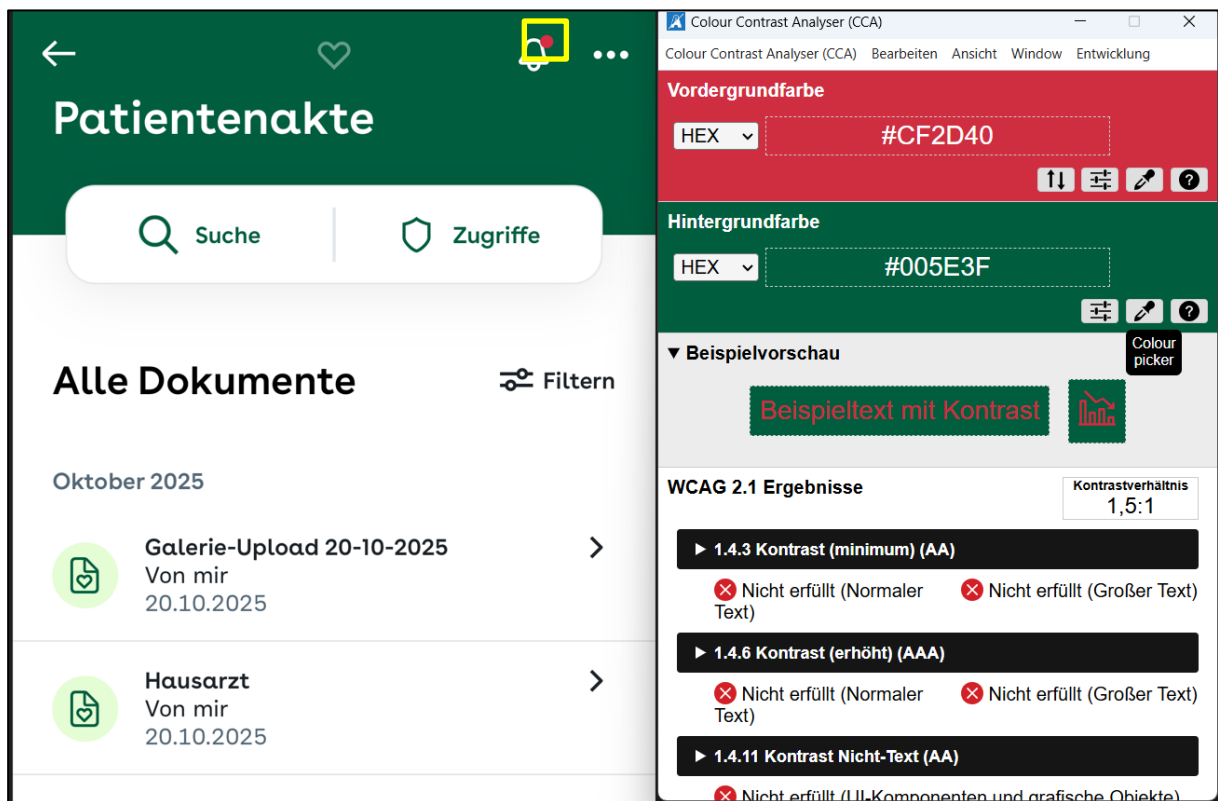 Patientenakte
Suche
Zugriffe
Alle Dokumente
Filtern
Oktober 2025
Galerie-Upload 20-10-2025
Von mir
20.10.2025
Hausarzt
Von mir
20.10.2025
Colour Contrast Analyser (CCA)
Colour Contrast Analyser (CCA) Bearbeiten Ansicht Window Entwicklung
Vordergrundfarbe
HEX #CF2D40
Hintergrundfarbe
HEX #005E3F
Colour
picker
▼ Beispielvorschau
Beispieltext mit Kontrast
WCAG 2.1 Ergebnisse
Kontrastverhältnis
1,5:1
▶ 1.4.3 Kontrast (minimum) (AA)
Nicht erfüllt (Normaler
Text)
Nicht erfüllt (Großer Text)
▶ 1.4.6 Kontrast (erhöht) (AAA)
Nicht erfüllt (Normaler
Text)
Nicht erfüllt (Großer Text)
▶ 1.4.11 Kontrast Nicht-Text (AA)
Nicht erfüllt (UI-Komponenten und grafische Objekte)